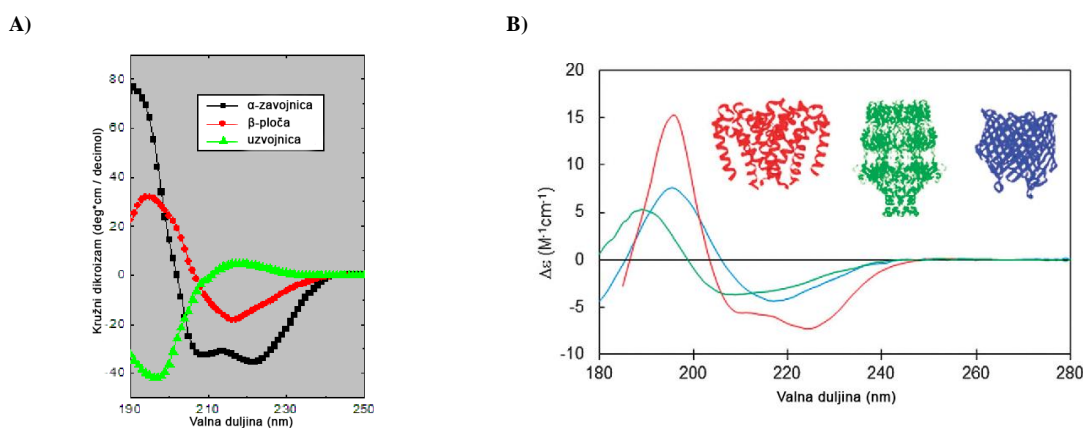 A)
B)
Kružni dikroizam (deg*cm / decimol)
80
60
40
20
0
-20
-40
α-zavojnica
β-ploča
uzvojnica
190
210
230
250
Valna duljina (nm)
Δε (M⁻¹cm⁻¹)
20
15
10
5
0
-5
-10
180
200
220
240
260
280
Valna duljina (nm)